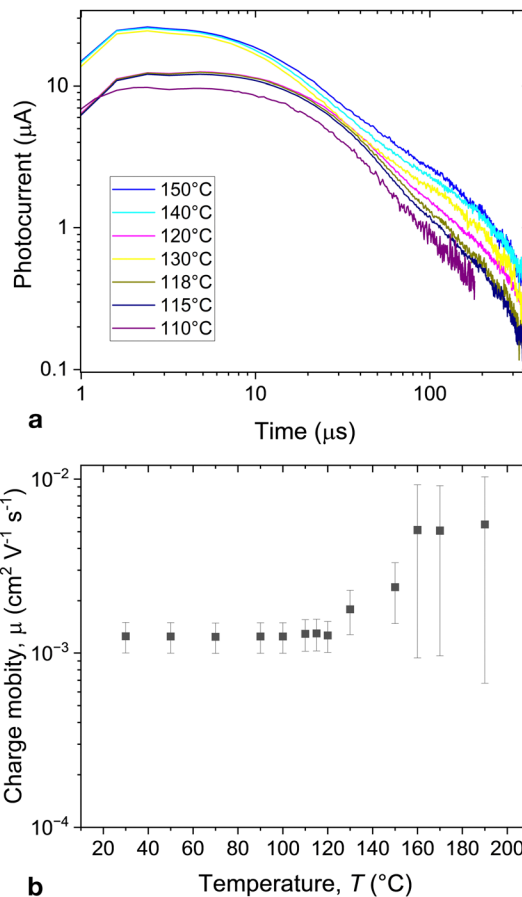 Photocurrent (μA)
10
1
0.1
150°C
140°C
120°C
130°C
118°C
115°C
110°C
1
10
100
Time (μs)
a
Charge mobity, μ (cm² V⁻¹ s⁻¹)
10⁻²
10⁻³
10⁻⁴
20 40 60 80 100 120 140 160 180 200
Temperature, T (°C)
b